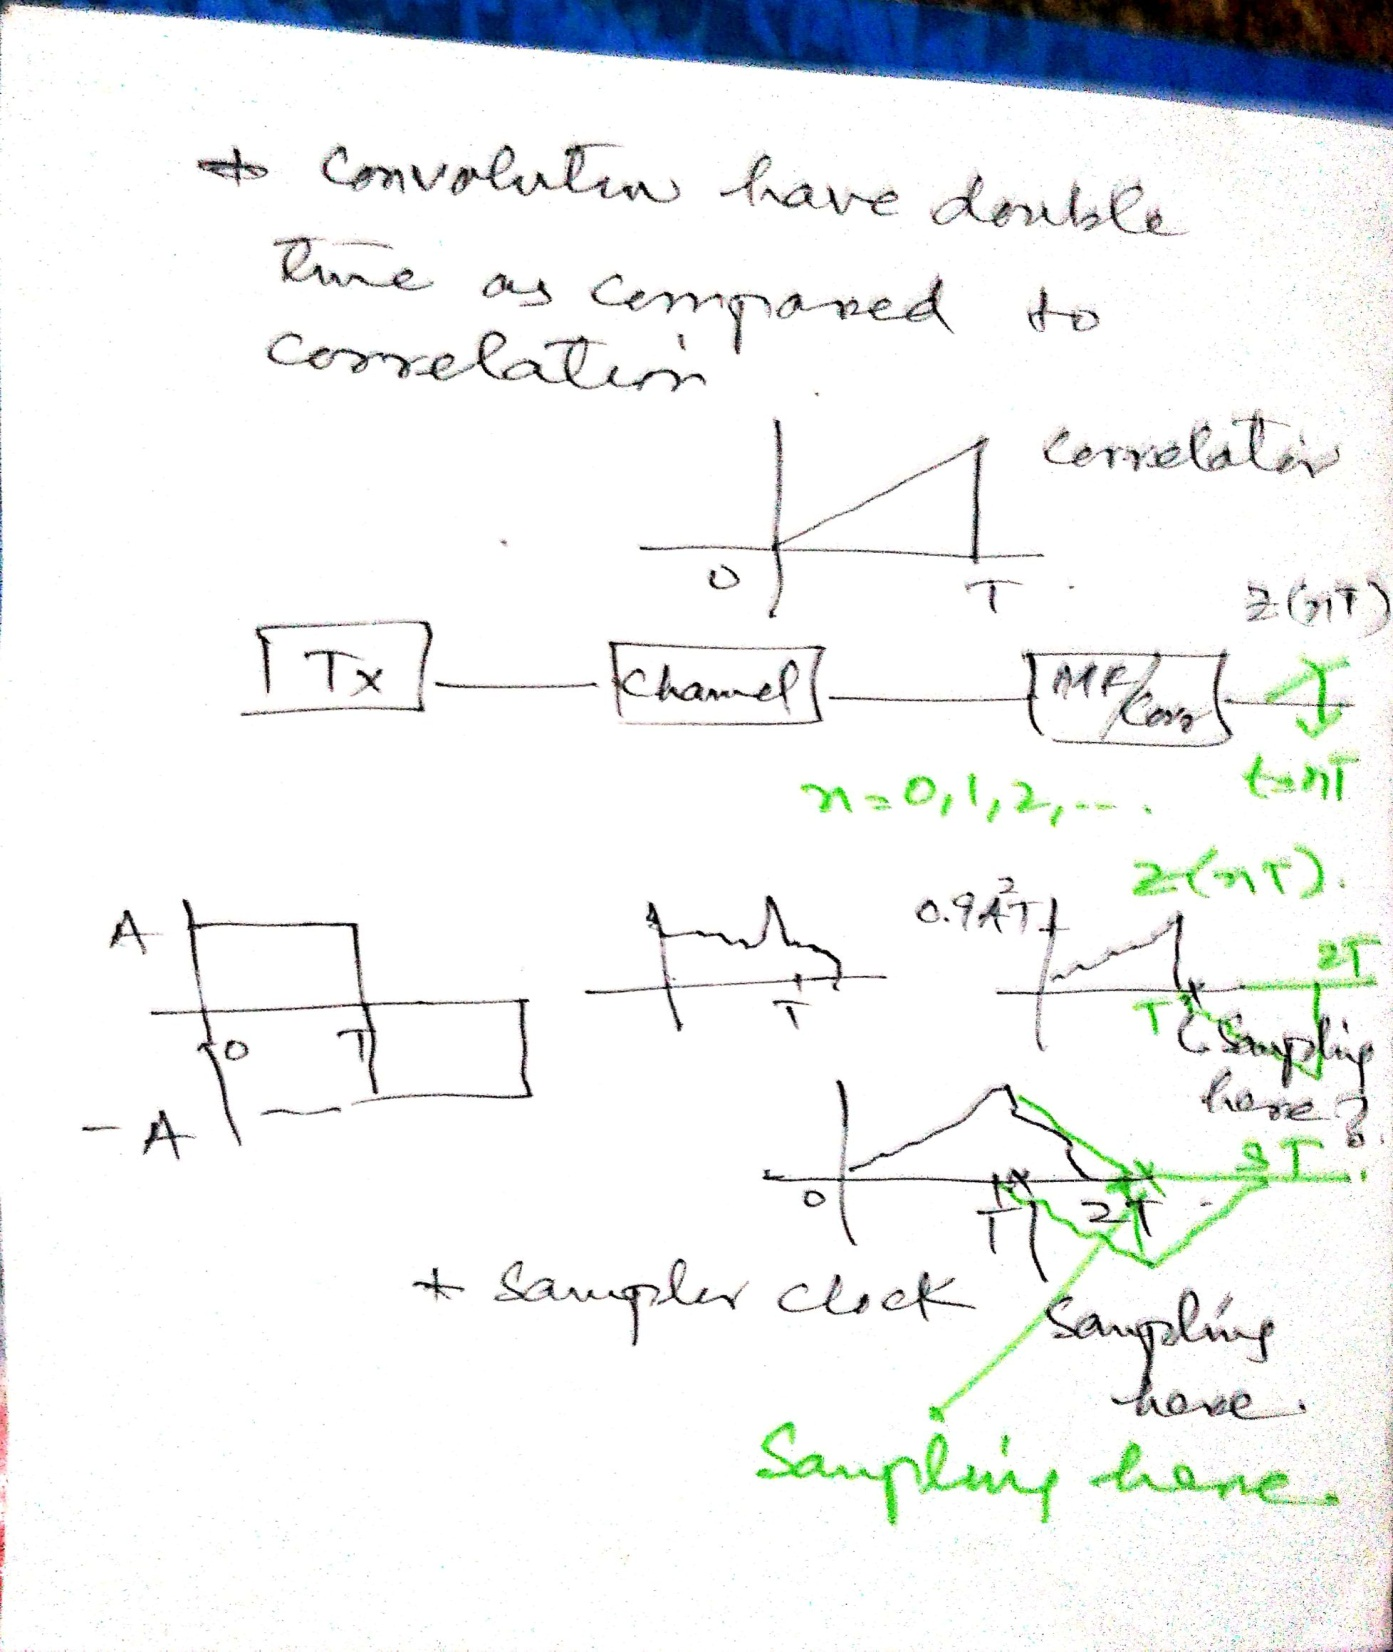 * Convolution have double
time as compared to
correlation
Correlation
0
T
z(nT)
Tx
Channel
MF/Corr
t=nT
n=0,1,2,....
z(nT).
A
0.9A²T
2T
0
T
T
T
Sampling
here?
-A
3T
0
T
2T
* Sampler clock
Sampling
here.
Sampling here.